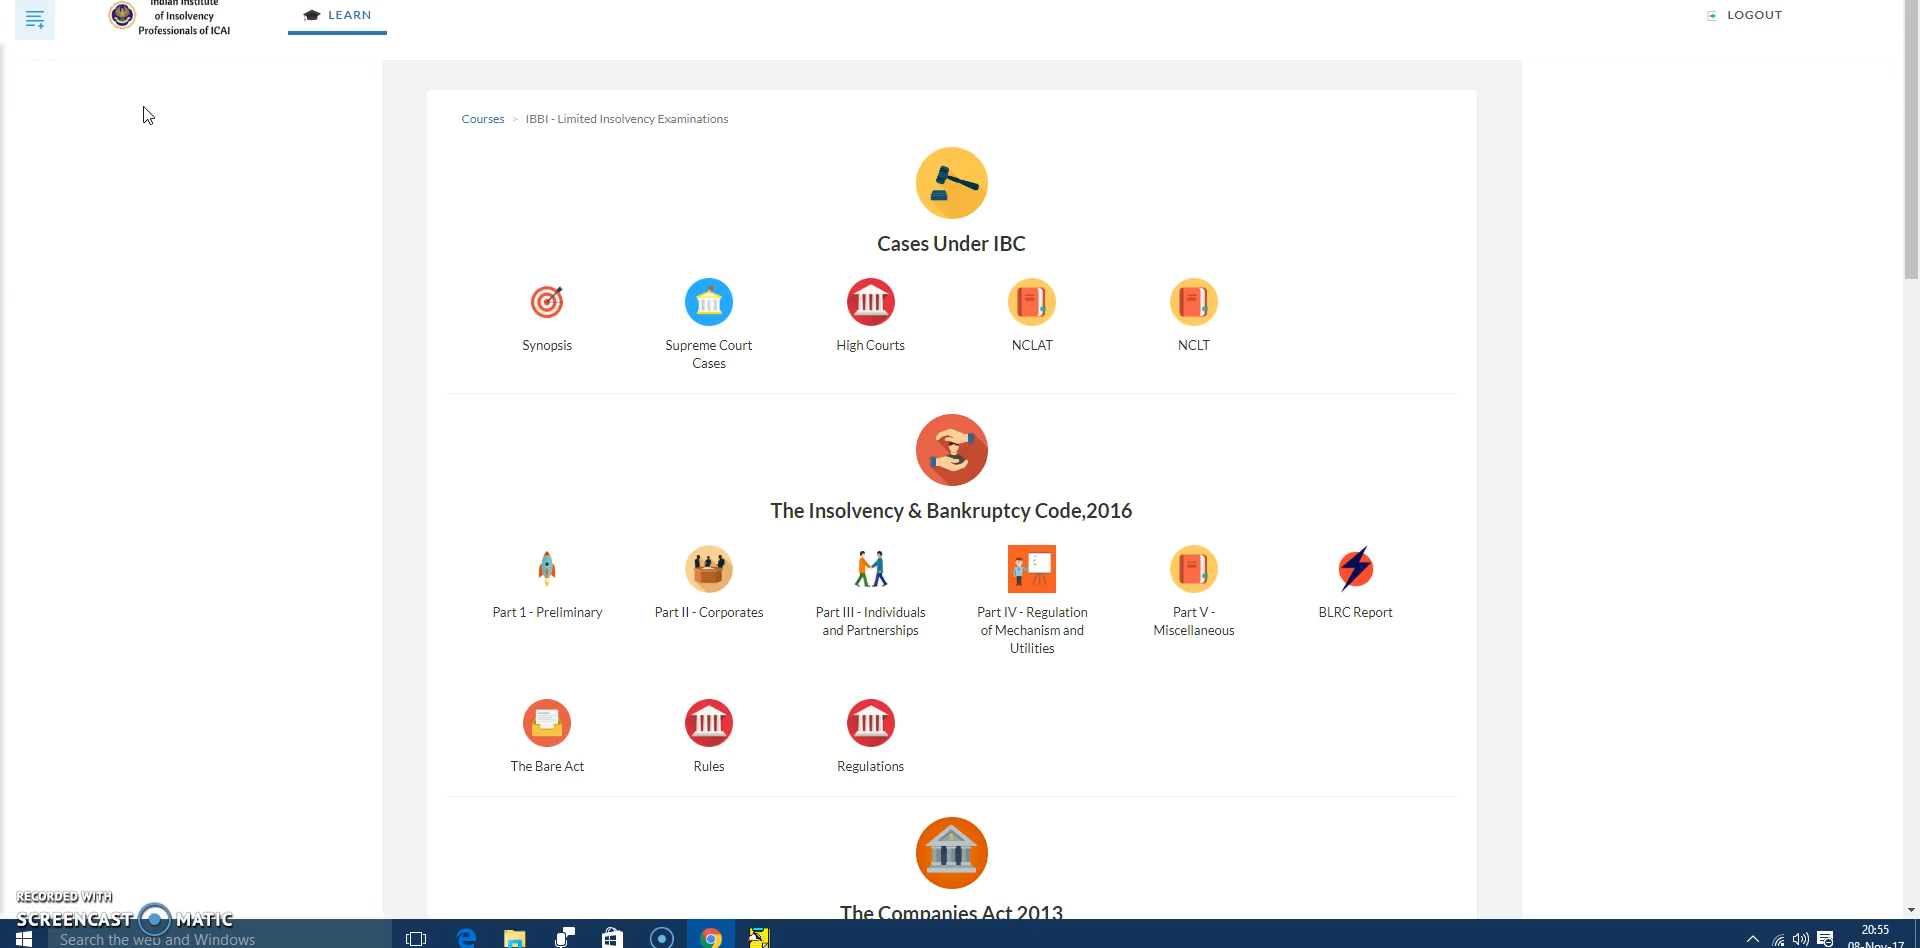 Indian Institute
of Insolvency
Professionals of ICAI
LEARN
LOGOUT
Courses > IBBI - Limited Insolvency Examinations
Cases Under IBC
Synopsis
Supreme Court
Cases
High Courts
NCLAT
NCLT
The Insolvency & Bankruptcy Code,2016
Part 1 - Preliminary
Part II - Corporates
Part III - Individuals
and Partnerships
Part IV - Regulation
of Mechanism and
Utilities
Part V -
Miscellaneous
BLRC Report
The Bare Act
Rules
Regulations
The Companies Act 2013
RECORDED WITH
SCREENCAST MATIC
Search the web and Windows
20:55
08-Nov-17